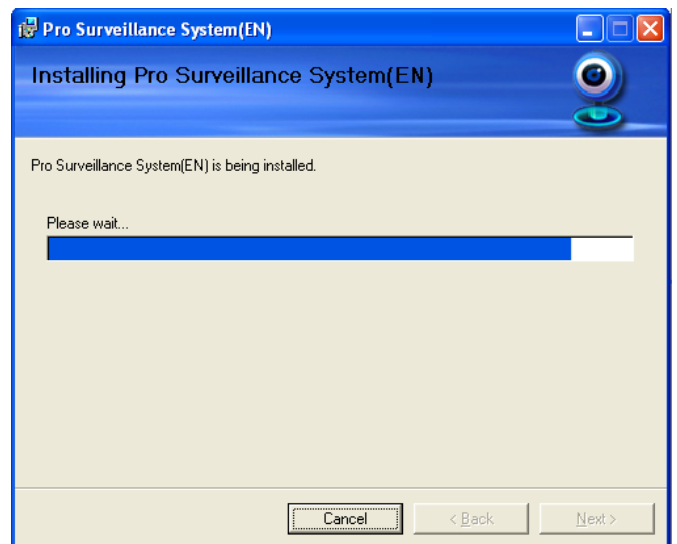 Pro Surveillance System(EN)
Installing Pro Surveillance System(EN)
Pro Surveillance System(EN) is being installed.
Please wait...
Cancel
< Back
Next >